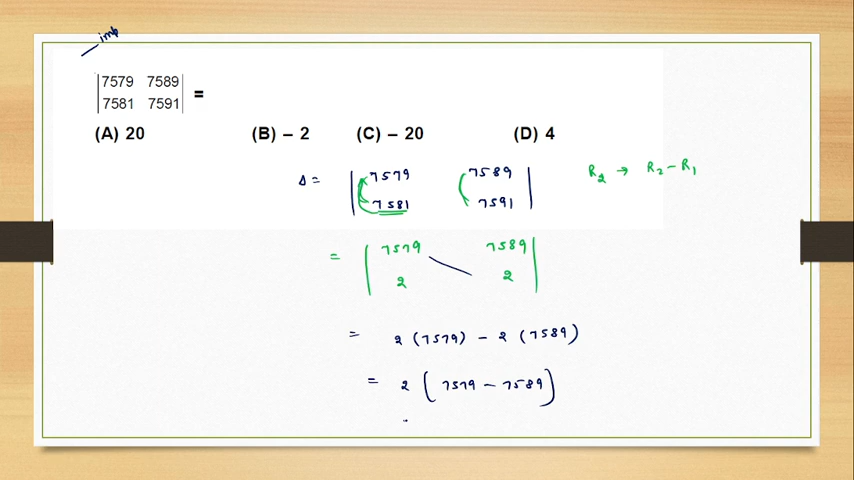 imp
|7579 7589|
|7581 7591| =
(A) 20 (B) – 2 (C) – 20 (D) 4
Δ = |7579 7589| R₂ → R₂ – R₁
|7581 7591|
= |7579 7589|
|2 2|
= 2 (7579) – 2 (7589)
= 2 (7579 – 7589)